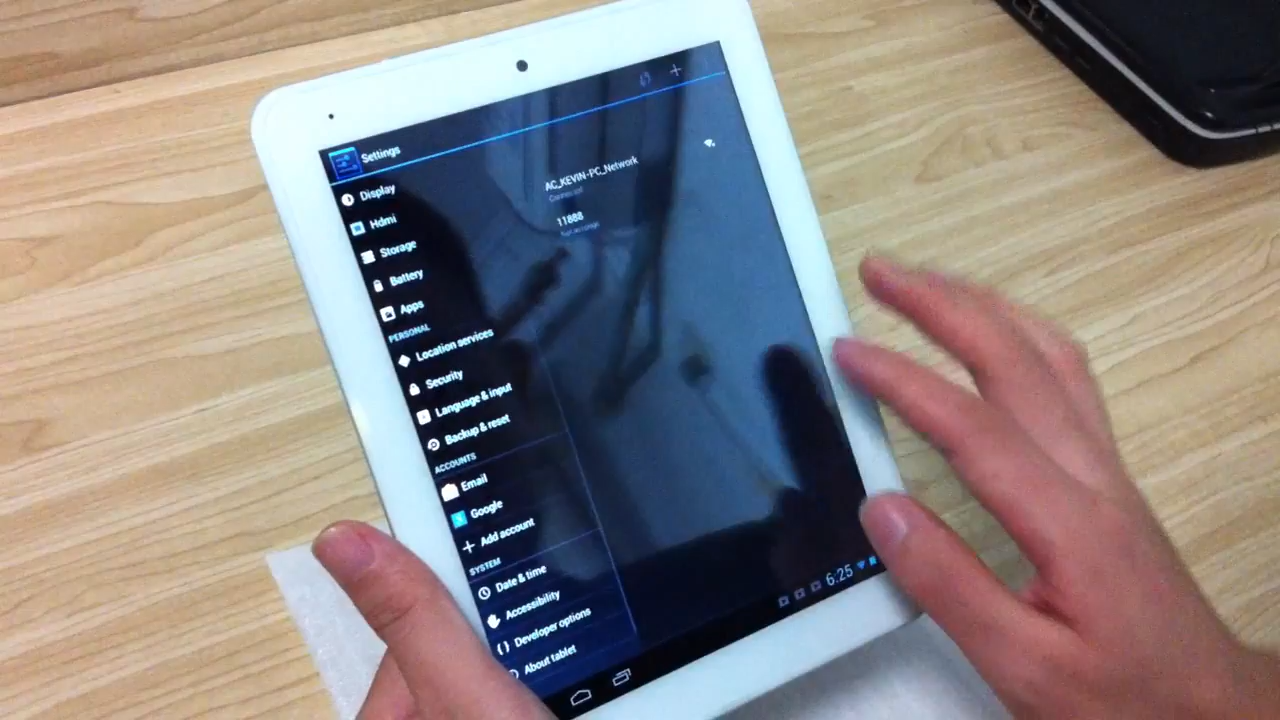 Settings
Display
Hdmi
Storage
Battery
Apps
PERSONAL
Location services
Security
Language & input
Backup & reset
ACCOUNTS
Email
Google
Add account
SYSTEM
Date & time
Accessibility
Developer options
About tablet
AC_KEVIN-PC_Network
Connected
11888
6:25